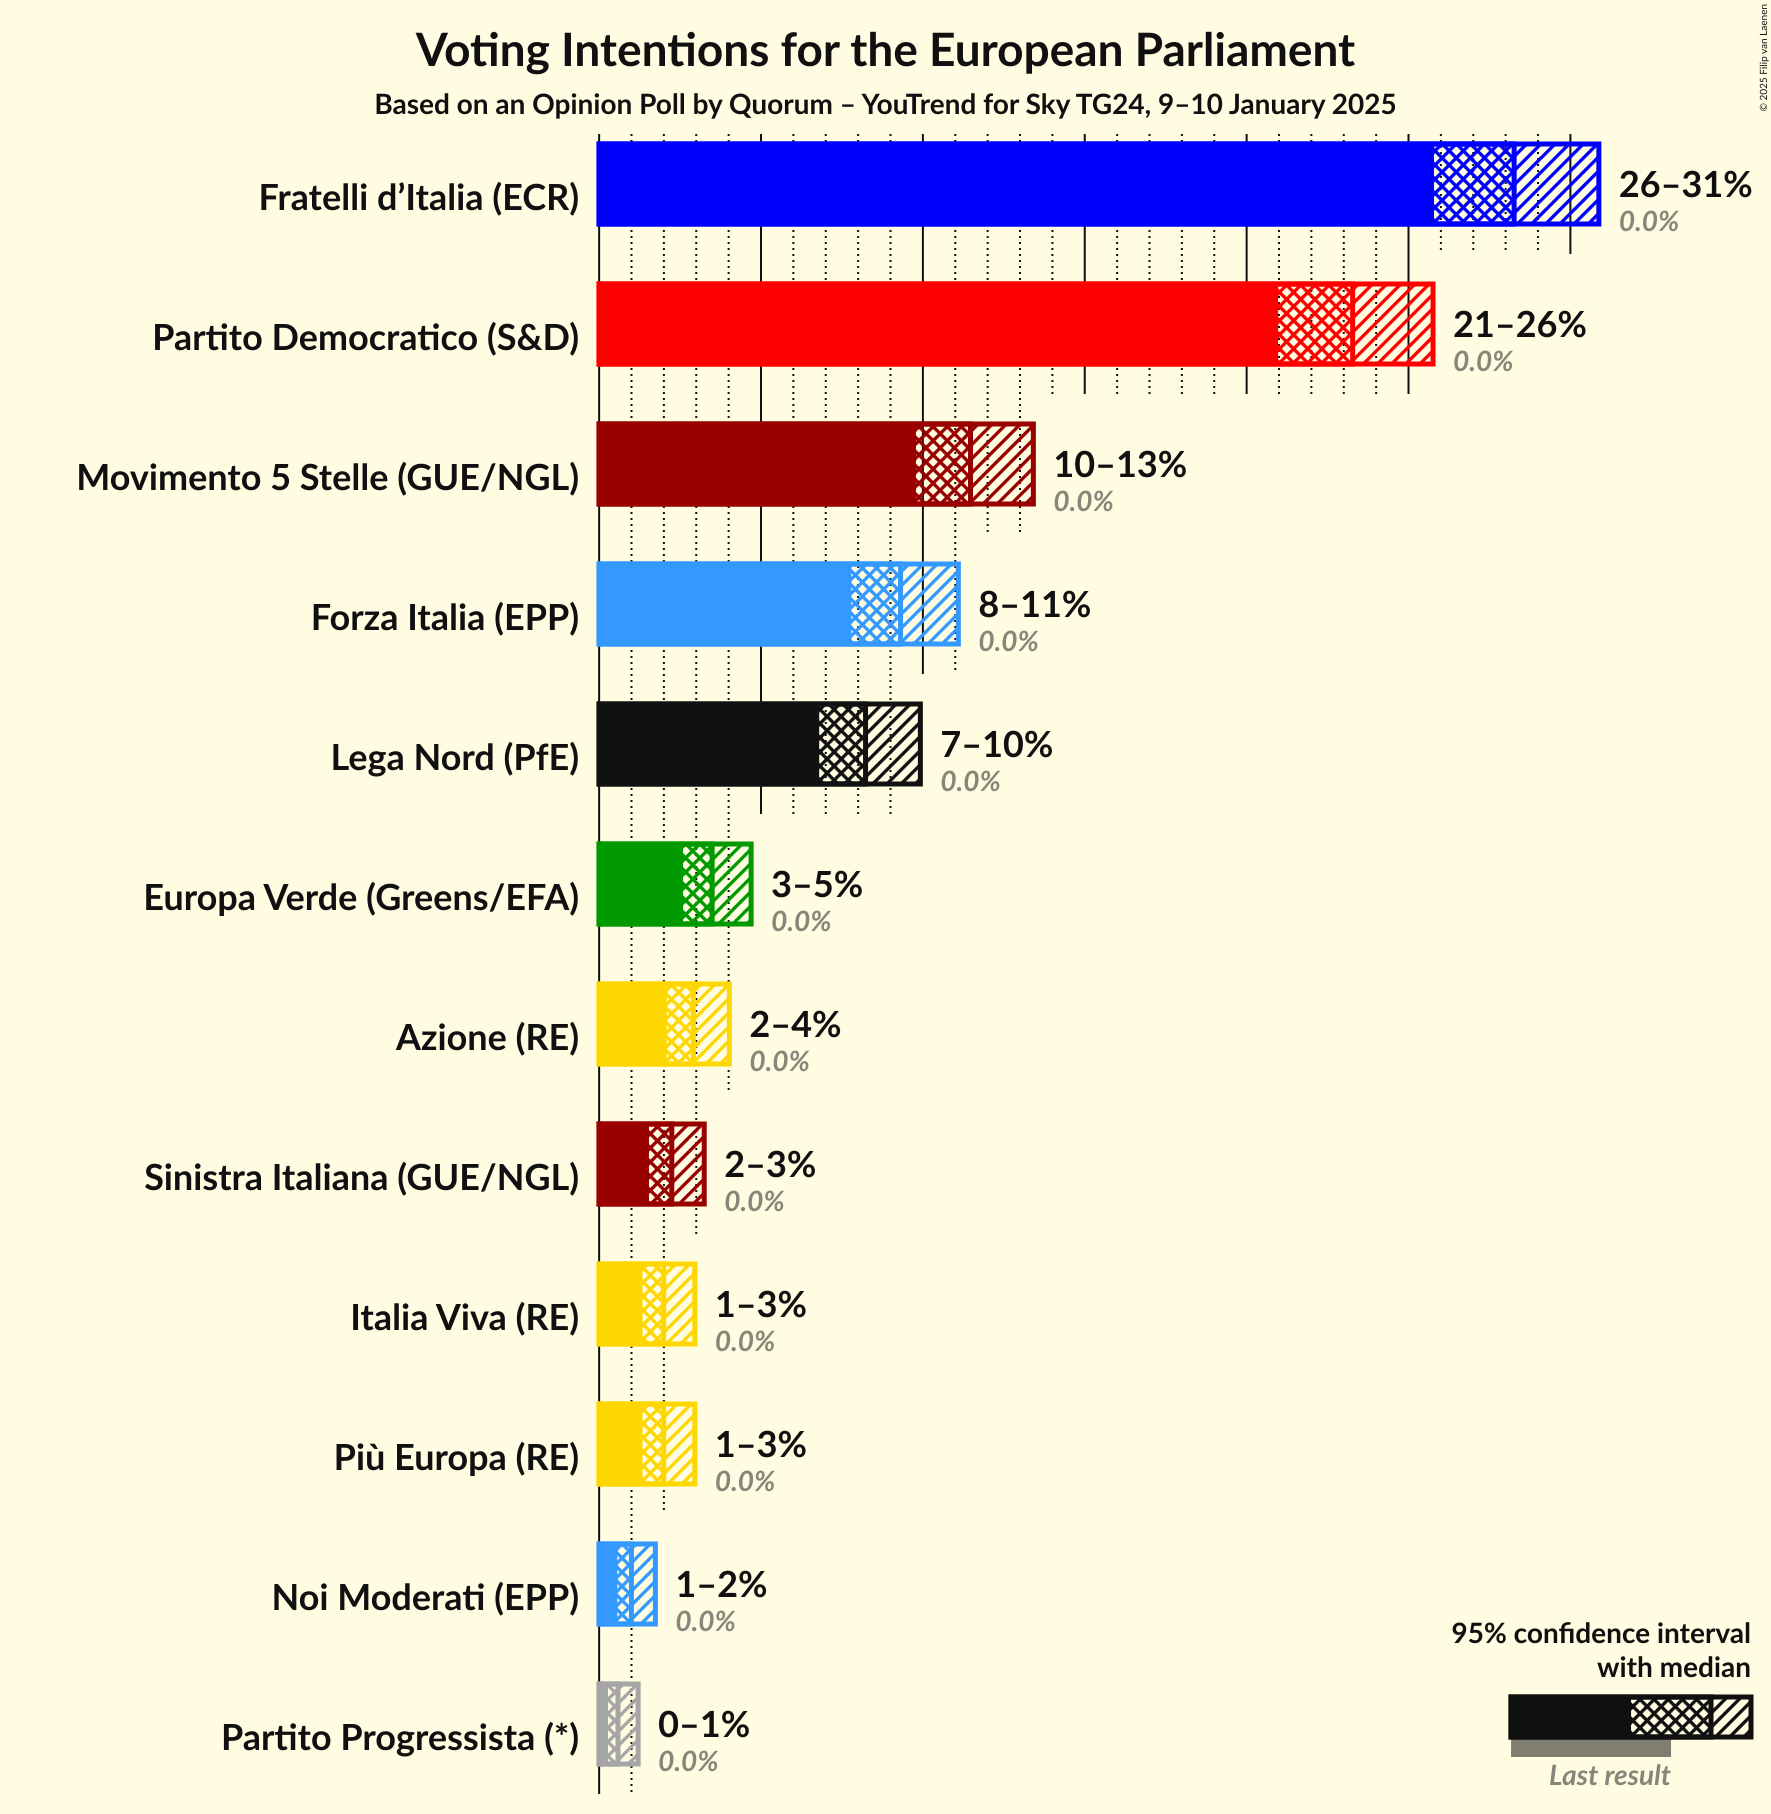 Voting Intentions for the European Parliament
Based on an Opinion Poll by Quorum – YouTrend for Sky TG24, 9–10 January 2025
© 2025 Filip van Laenen
Fratelli d’Italia (ECR)
26–31%
0.0%
Partito Democratico (S&D)
21–26%
0.0%
Movimento 5 Stelle (GUE/NGL)
10–13%
0.0%
Forza Italia (EPP)
8–11%
0.0%
Lega Nord (PfE)
7–10%
0.0%
Europa Verde (Greens/EFA)
3–5%
0.0%
Azione (RE)
2–4%
0.0%
Sinistra Italiana (GUE/NGL)
2–3%
0.0%
Italia Viva (RE)
1–3%
0.0%
Più Europa (RE)
1–3%
0.0%
Noi Moderati (EPP)
1–2%
0.0%
Partito Progressista (*)
0–1%
0.0%
95% confidence interval
with median
Last result